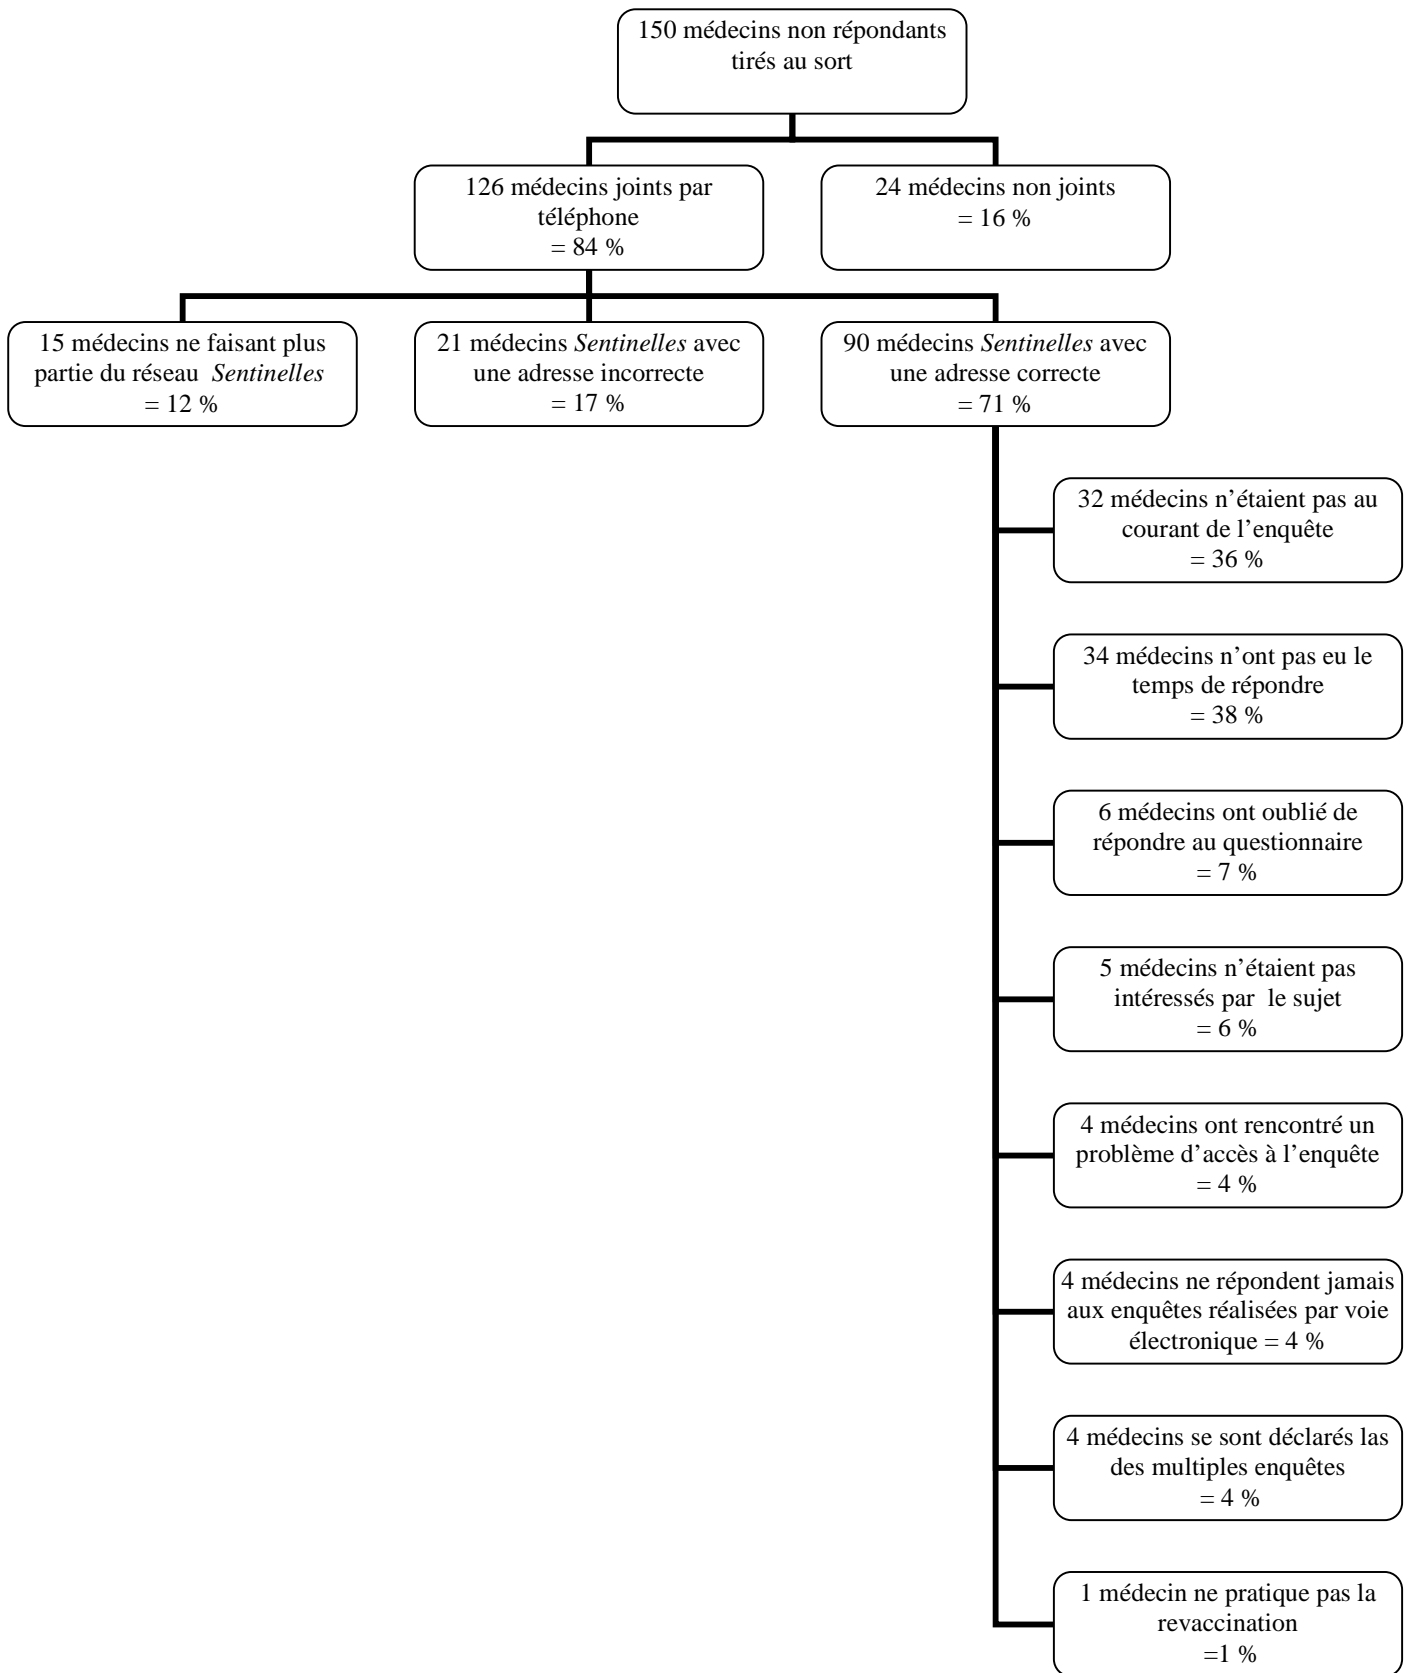 150 médecins non répondants
tirés au sort
126 médecins joints par
téléphone
= 84 %
24 médecins non joints
= 16 %
15 médecins ne faisant plus
partie du réseau Sentinelles
= 12 %
21 médecins Sentinelles avec
une adresse incorrecte
= 17 %
90 médecins Sentinelles avec
une adresse correcte
= 71 %
32 médecins n’étaient pas au
courant de l’enquête
= 36 %
34 médecins n’ont pas eu le
temps de répondre
= 38 %
6 médecins ont oublié de
répondre au questionnaire
= 7 %
5 médecins n’étaient pas
intéressés par le sujet
= 6 %
4 médecins ont rencontré un
problème d’accès à l’enquête
= 4 %
4 médecins ne répondent jamais
aux enquêtes réalisées par voie
électronique = 4 %
4 médecins se sont déclarés las
des multiples enquêtes
= 4 %
1 médecin ne pratique pas la
revaccination
=1 %